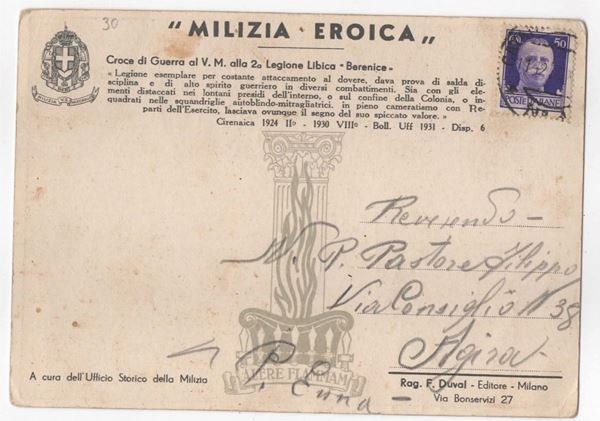 30
"MILIZIA EROICA"
Croce di Guerra al V. M. alla 2a Legione Libica "Berenice"
« Legione esemplare per costante attaccamento al dovere, dava prova di salda di-
sciplina e di alto spirito guerriero in diversi combattimenti. Sia con gli ele-
menti distaccati nei lontani presidi dell'interno, o sul confine della Colonia, o in-
quadrati nelle squadriglie autoblindo-mitragliatrici, in pieno cameratismo con Re-
parti dell'Esercito, lasciava ovunque il segno del suo spiccato valore. »
Cirenaica 1924 IIo - 1930 VIIIo - Boll. Uff 1931 - Disp. 6
50 50
POSTE ITALIANE
Reverendo -
M. P. Pastore Filippo
Via Consiglio N 38
Agira -
P. Enna -
ALERE FLAMMAM
A cura dell'Ufficio Storico della Milizia
Rag. F. Duval - Editore - Milano
Via Bonservizi 27